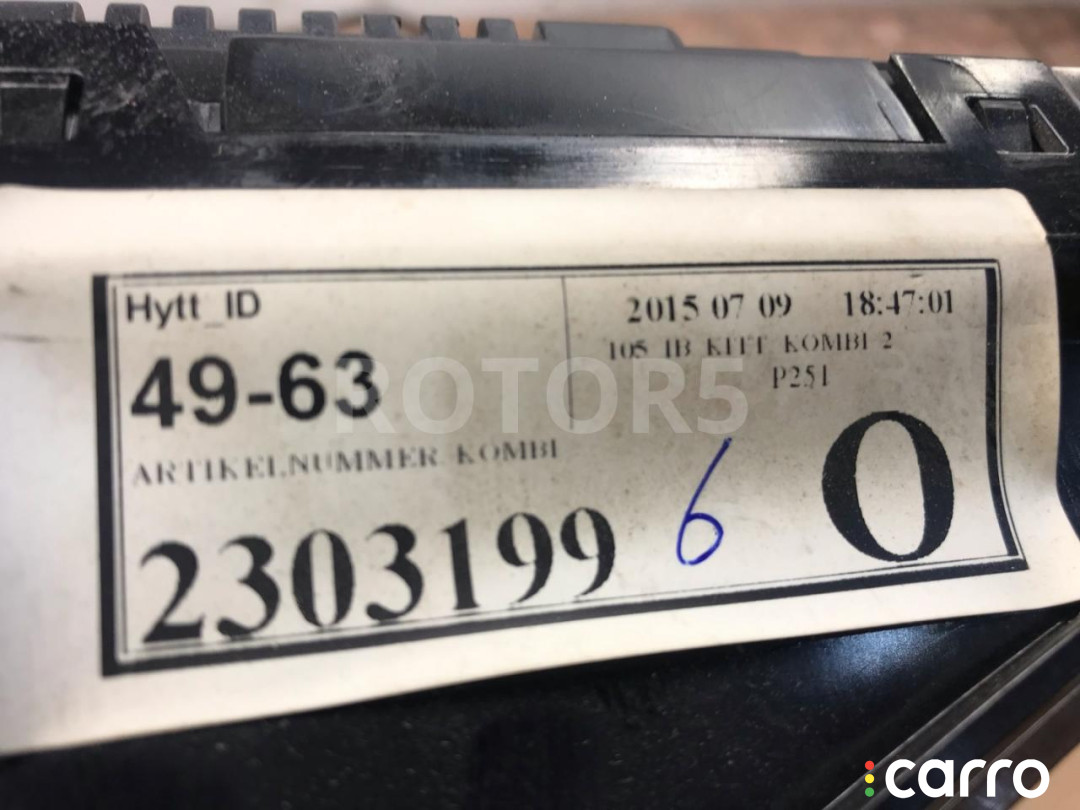 Hytt_ID
49-63
ARTIKELNUMMER KOMBI
2303199
2015 07 09 18:47:01
105 IB KITT KOMBI 2
P251
6
O
ROTOR5
carro